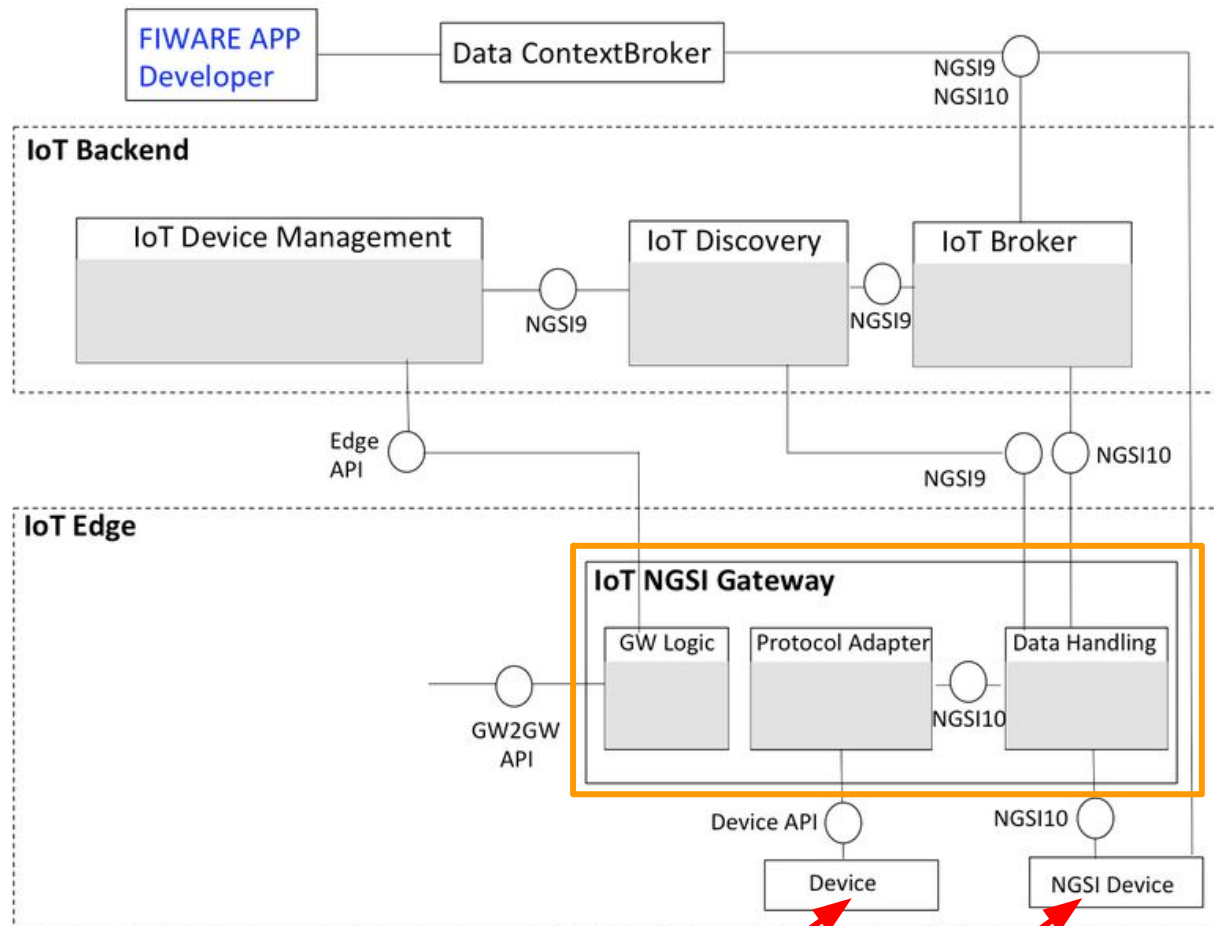 FIWARE APP
Developer
Data ContextBroker
NGSI9
NGSI10
IoT Backend
IoT Device Management
IoT Discovery
IoT Broker
NGSI9
NGSI9
Edge
API
NGSI9
NGSI10
IoT Edge
IoT NGSI Gateway
GW Logic
Protocol Adapter
Data Handling
NGSI10
GW2GW
API
Device API
NGSI10
Device
NGSI Device